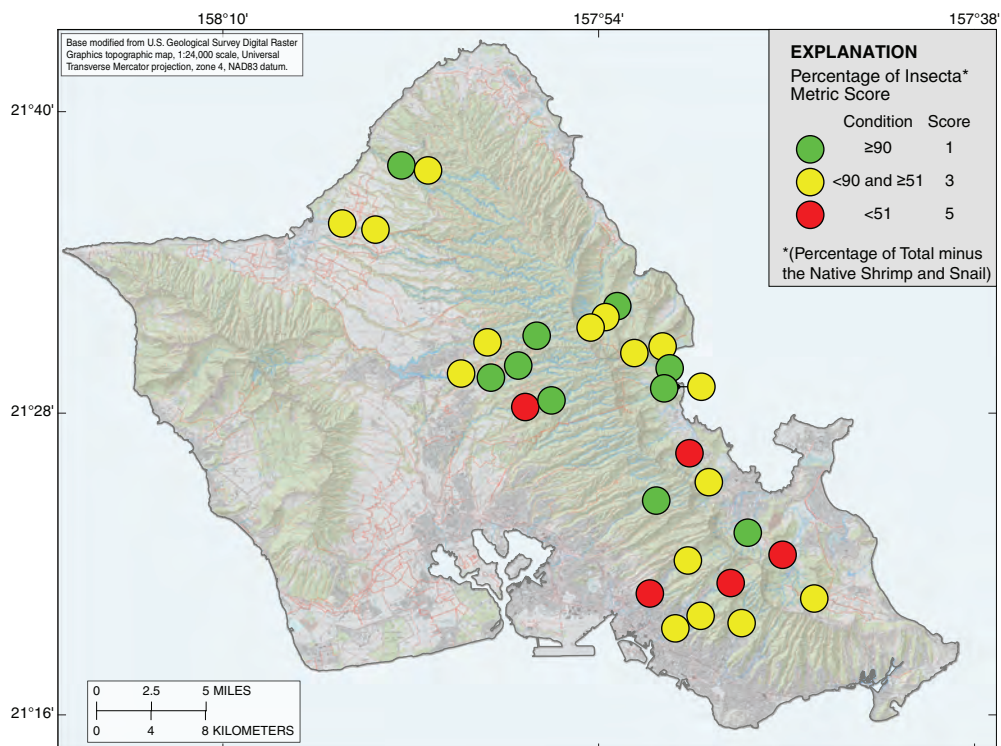 158°10'
157°54'
157°38'
Base modified from U.S. Geological Survey Digital Raster
Graphics topographic map, 1:24,000 scale, Universal
Transverse Mercator projection, zone 4, NAD83 datum.
EXPLANATION
Percentage of Insecta*
Metric Score
Condition Score
≥90 1
<90 and ≥51 3
<51 5
*(Percentage of Total minus
the Native Shrimp and Snail)
21°40'
21°28'
21°16'
0 2.5 5 MILES
0 4 8 KILOMETERS